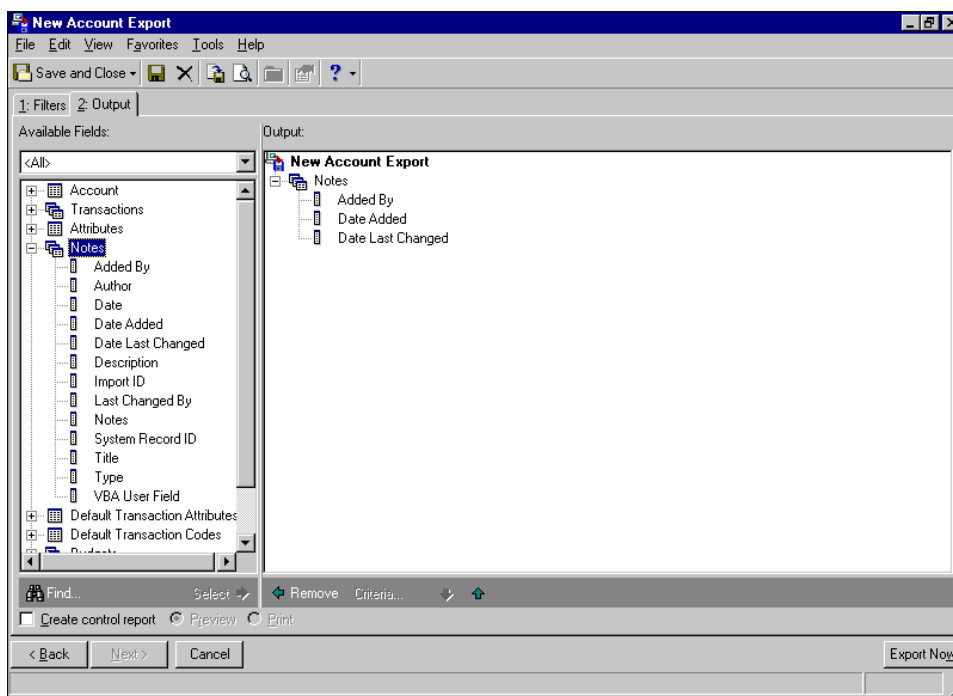 New Account Export
File Edit View Favorites Tools Help
Save and Close
1: Filters 2: Output
Available Fields:
Output:
<All>
New Account Export
Account
Transactions
Attributes
Notes
Added By
Author
Date
Date Added
Date Last Changed
Description
Import ID
Last Changed By
Notes
System Record ID
Title
Type
VBA User Field
Default Transaction Attributes
Default Transaction Codes
Budgets
Notes
Added By
Date Added
Date Last Changed
Find... Select
Remove Criteria...
Create control report Preview Print
< Back Next > Cancel Export Now